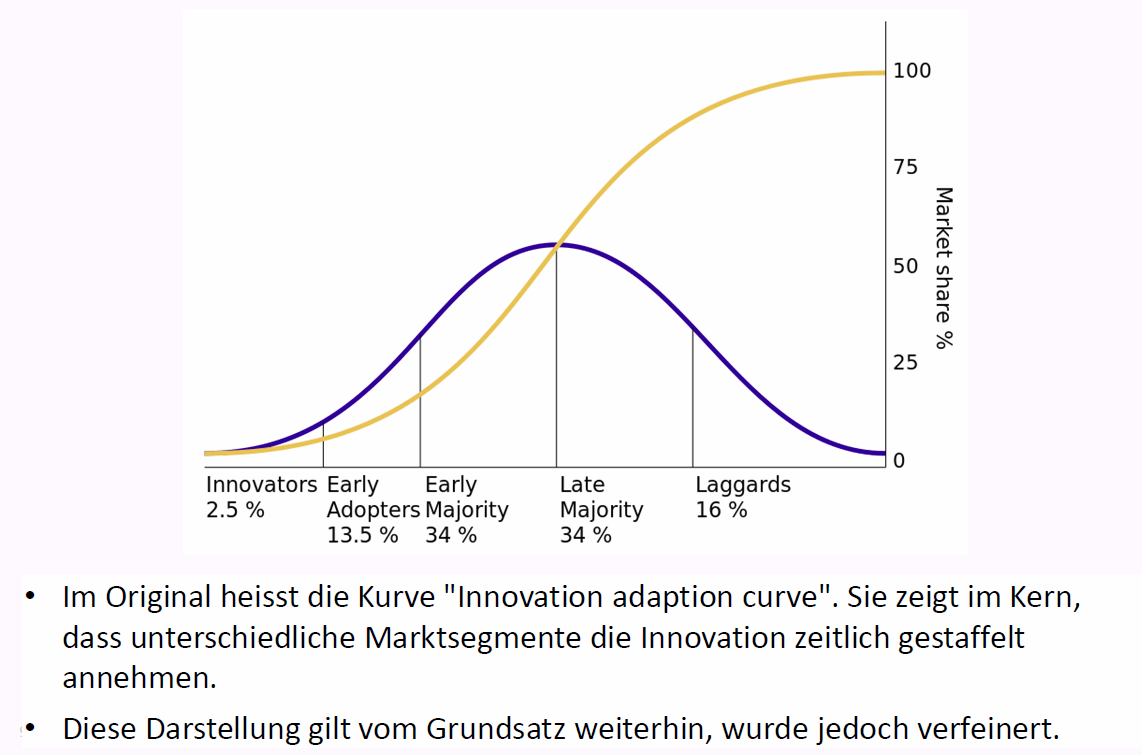 100
75
50
25
0
Market share %
Innovators
2.5 %
Early
Adopters
13.5 %
Early
Majority
34 %
Late
Majority
34 %
Laggards
16 %
• Im Original heisst die Kurve "Innovation adaption curve". Sie zeigt im Kern,
dass unterschiedliche Marktsegmente die Innovation zeitlich gestaffelt
annehmen.
• Diese Darstellung gilt vom Grundsatz weiterhin, wurde jedoch verfeinert.